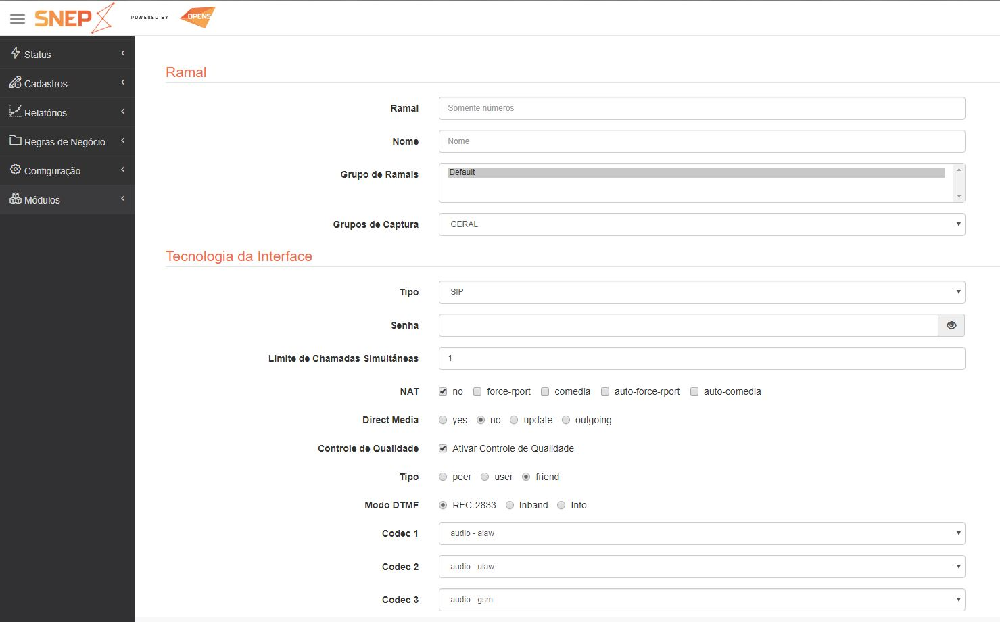 SNEP POWERED BY OPENS
Status
Cadastros
Relatórios
Regras de Negócio
Configuração
Módulos
Ramal
Ramal Somente números
Nome Nome
Grupo de Ramais Default
Grupos de Captura GERAL
Tecnologia da Interface
Tipo SIP
Senha
Limite de Chamadas Simultâneas 1
NAT no force-rport comedia auto-force-rport auto-comedia
Direct Media yes no update outgoing
Controle de Qualidade Ativar Controle de Qualidade
Tipo peer user friend
Modo DTMF RFC-2833 Inband Info
Codec 1 audio - alaw
Codec 2 audio - ulaw
Codec 3 audio - gsm